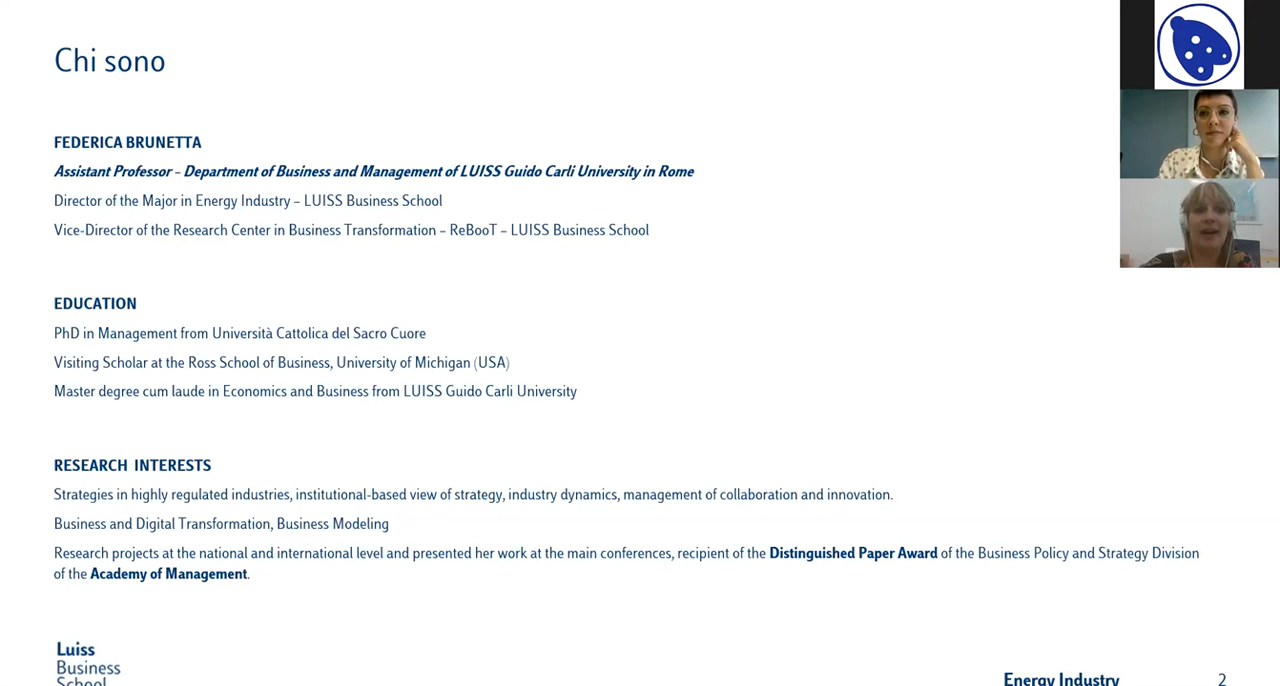 Chi sono
FEDERICA BRUNETTA
Assistant Professor – Department of Business and Management of LUISS Guido Carli University in Rome
Director of the Major in Energy Industry – LUISS Business School
Vice-Director of the Research Center in Business Transformation – ReBooT – LUISS Business School
EDUCATION
PhD in Management from Università Cattolica del Sacro Cuore
Visiting Scholar at the Ross School of Business, University of Michigan (USA)
Master degree cum laude in Economics and Business from LUISS Guido Carli University
RESEARCH INTERESTS
Strategies in highly regulated industries, institutional-based view of strategy, industry dynamics, management of collaboration and innovation.
Business and Digital Transformation, Business Modeling
Research projects at the national and international level and presented her work at the main conferences, recipient of the Distinguished Paper Award of the Business Policy and Strategy Division
of the Academy of Management.
Luiss
Business
School
Energy Industry
2